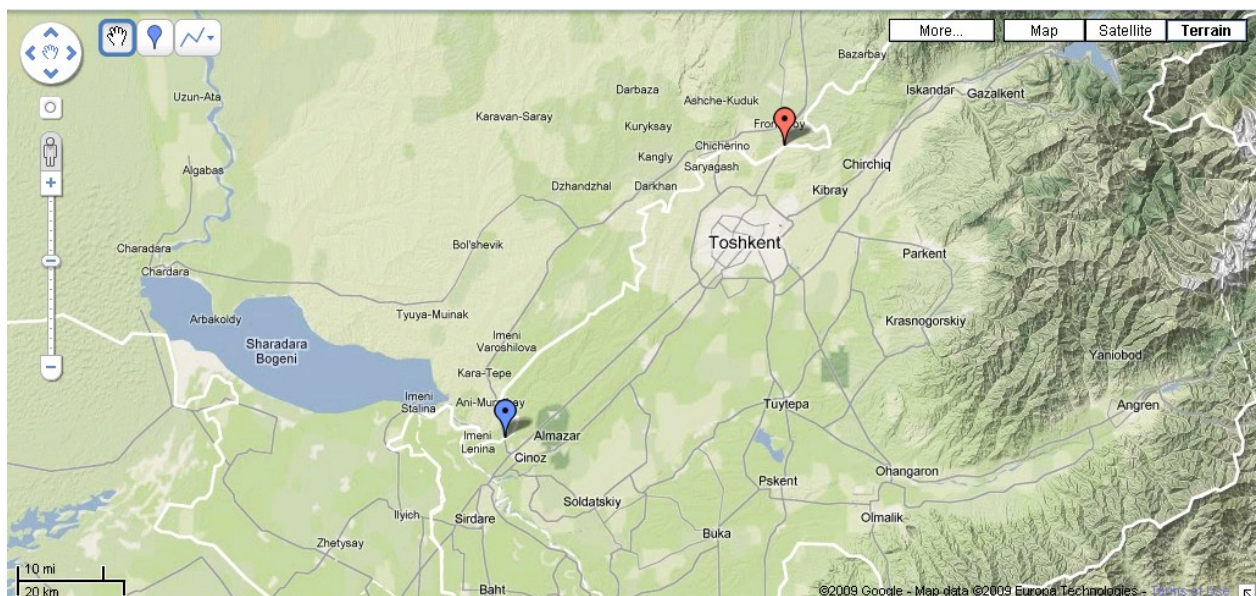 More...
Map
Satellite
Terrain
Bazarbay
Uzun-Ata
Darbaza
Iskandar
Gazalkent
Ashche-Kuduk
Karavan-Saray
Kuryksay
Chicherino
Chirchiq
Kangly
Saryagash
Algabas
Dzhandzhal
Darkhan
Kibray
Toshkent
Bol'shevik
Charadara
Parkent
Chardara
Arbakoldy
Tyuya-Muinak
Krasnogorskiy
Sharadara
Bogeni
Imeni
Varoshilova
Yaniobod
Kara-Tepe
Imeni
Stalina
Tuytepa
Angren
Imeni
Lenina
Almazar
Cinoz
Ohangaron
Pskent
Soldatskiy
Ilyich
Sirdare
Olmalik
Buka
Zhetysay
10 mi
20 km
Baht
©2009 Google - Map data ©2009 Europa Technologies - Terms of Use